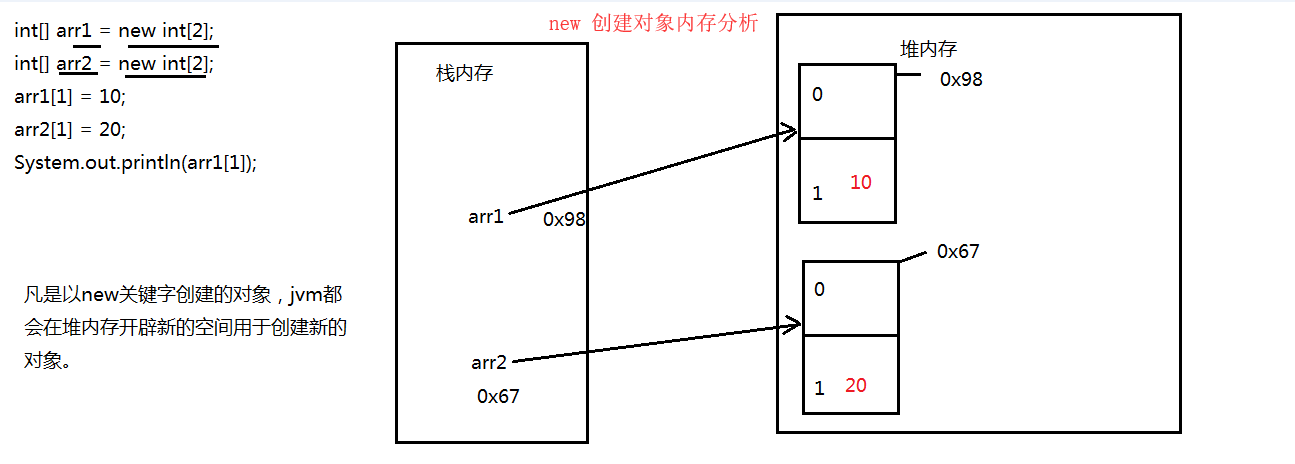 new 创建对象内存分析
int[] arr1 = new int[2];
int[] arr2 = new int[2];
arr1[1] = 10;
arr2[1] = 20;
System.out.println(arr1[1]);
凡是以new关键字创建的对象，jvm都
会在堆内存开辟新的空间用于创建新的
对象。
栈内存
arr1 0x98
arr2
0x67
堆内存
0x98
0
1 10
0x67
0
1 20